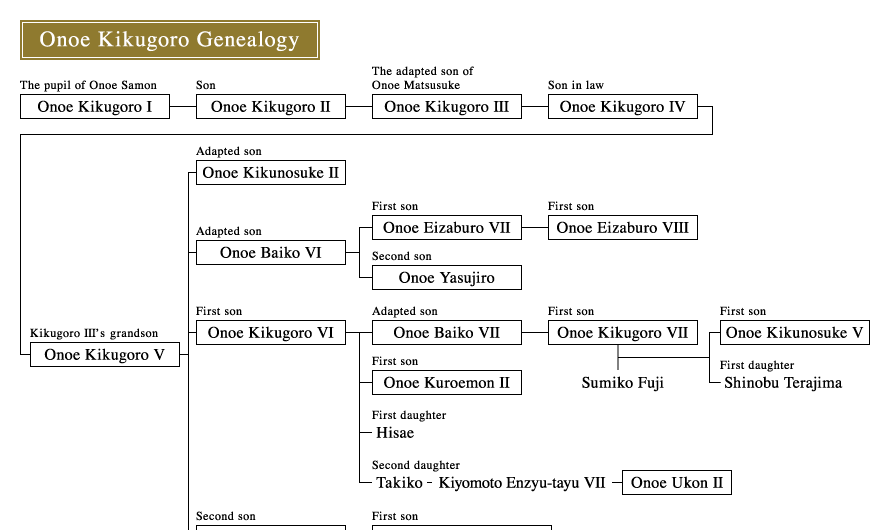 Onoe Kikugoro Genealogy
The pupil of Onoe Samon
Onoe Kikugoro I
Son
Onoe Kikugoro II
The adapted son of
Onoe Matsusuke
Onoe Kikugoro III
Son in law
Onoe Kikugoro IV
Adapted son
Onoe Kikunosuke II
Adapted son
Onoe Baiko VI
First son
Onoe Eizaburo VII
First son
Onoe Eizaburo VIII
Second son
Onoe Yasujiro
Kikugoro III's grandson
Onoe Kikugoro V
First son
Onoe Kikugoro VI
Adapted son
Onoe Baiko VII
First son
Onoe Kikugoro VII
First son
Onoe Kikunosuke V
Sumiko Fuji
First daughter
Shinobu Terajima
First son
Onoe Kuroemon II
First daughter
Hisae
Second daughter
Takiko - Kiyomoto Enzyu-tayu VII
Onoe Ukon II
Second son
First son